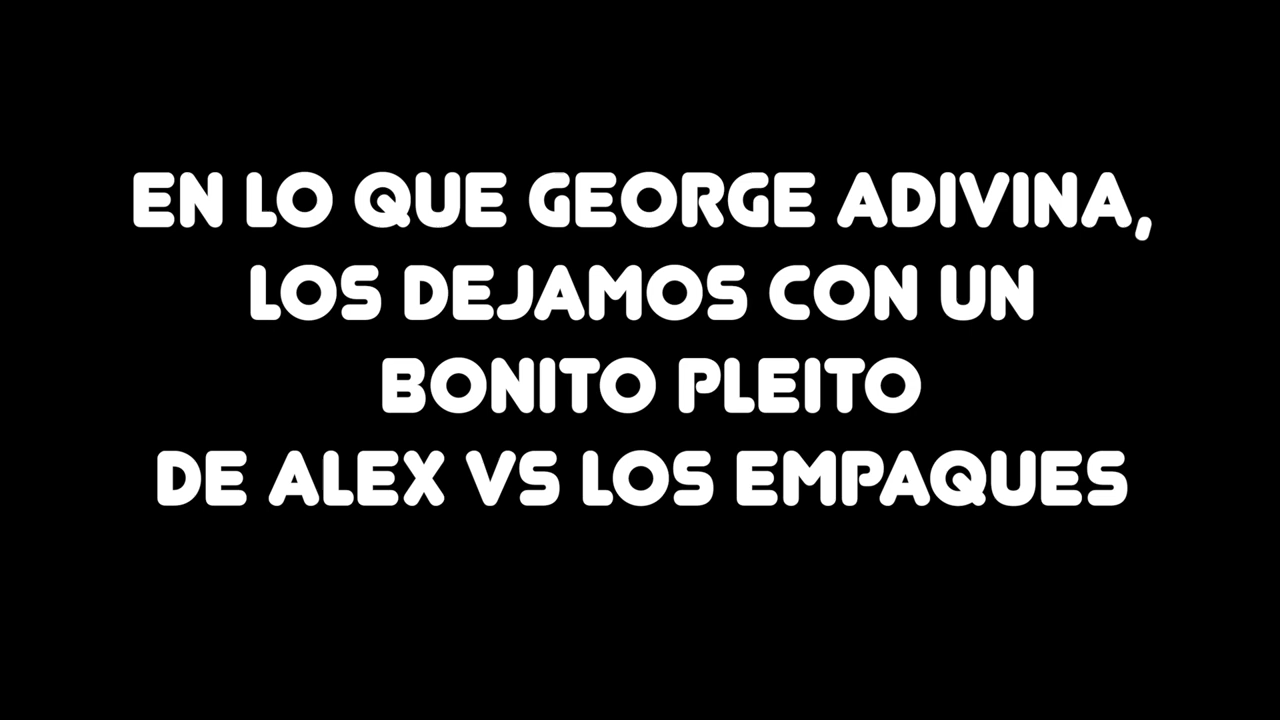 EN LO QUE GEORGE ADIVINA,
LOS DEJAMOS CON UN
BONITO PLEITO
DE ALEX VS LOS EMPAQUES